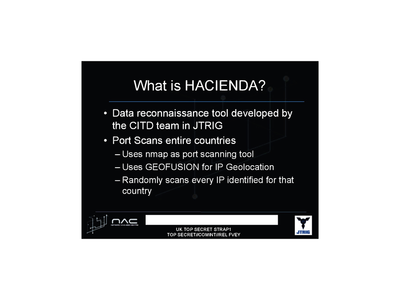 What is HACIENDA?
• Data reconnaissance tool developed by
the CITD team in JTRIG
• Port Scans entire countries
– Uses nmap as port scanning tool
– Uses GEOFUSION for IP Geolocation
– Randomly scans every IP identified for that
country
NAC
UK TOP SECRET STRAP1
TOP SECRET//COMINT//REL FVEY
JTRIG